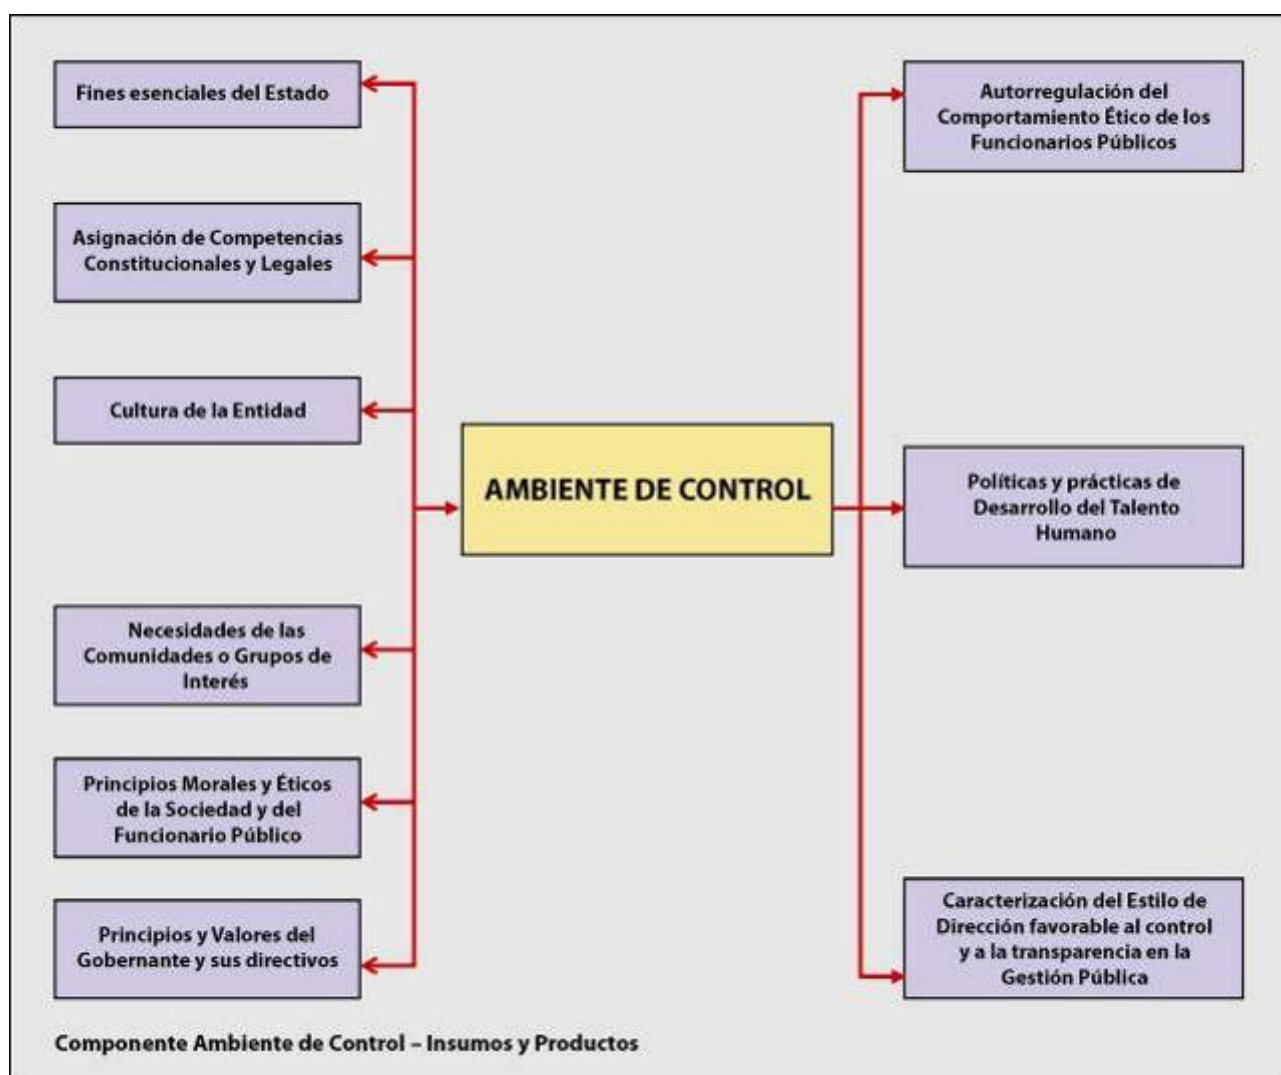 Fines esenciales del Estado
Asignación de Competencias
Constitucionales y Legales
Cultura de la Entidad
Necesidades de las
Comunidades o Grupos de
Interés
Principios Morales y Éticos
de la Sociedad y del
Funcionario Público
Principios y Valores del
Gobernante y sus directivos
AMBIENTE DE CONTROL
Autorregulación del
Comportamiento Ético de los
Funcionarios Públicos
Políticas y prácticas de
Desarrollo del Talento
Humano
Caracterización del Estilo de
Dirección favorable al control
y a la transparencia en la
Gestión Pública
Componente Ambiente de Control – Insumos y Productos